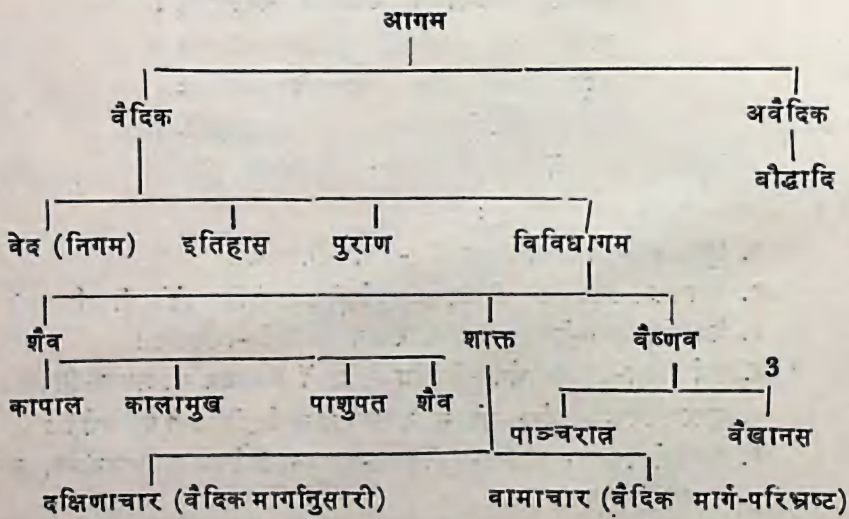 आगम
वैदिक अवैदिक
बौद्धादि
वेद (निगम) इतिहास पुराण विविधागम
शैव शाक्त वैष्णव
3
कापाल कालामुख पाशुपत शैव
पाञ्चरात्र वैखानस
दक्षिणाचार (वैदिक मार्गानुसारी) वामाचार (वैदिक मार्ग-परिभ्रष्ट)